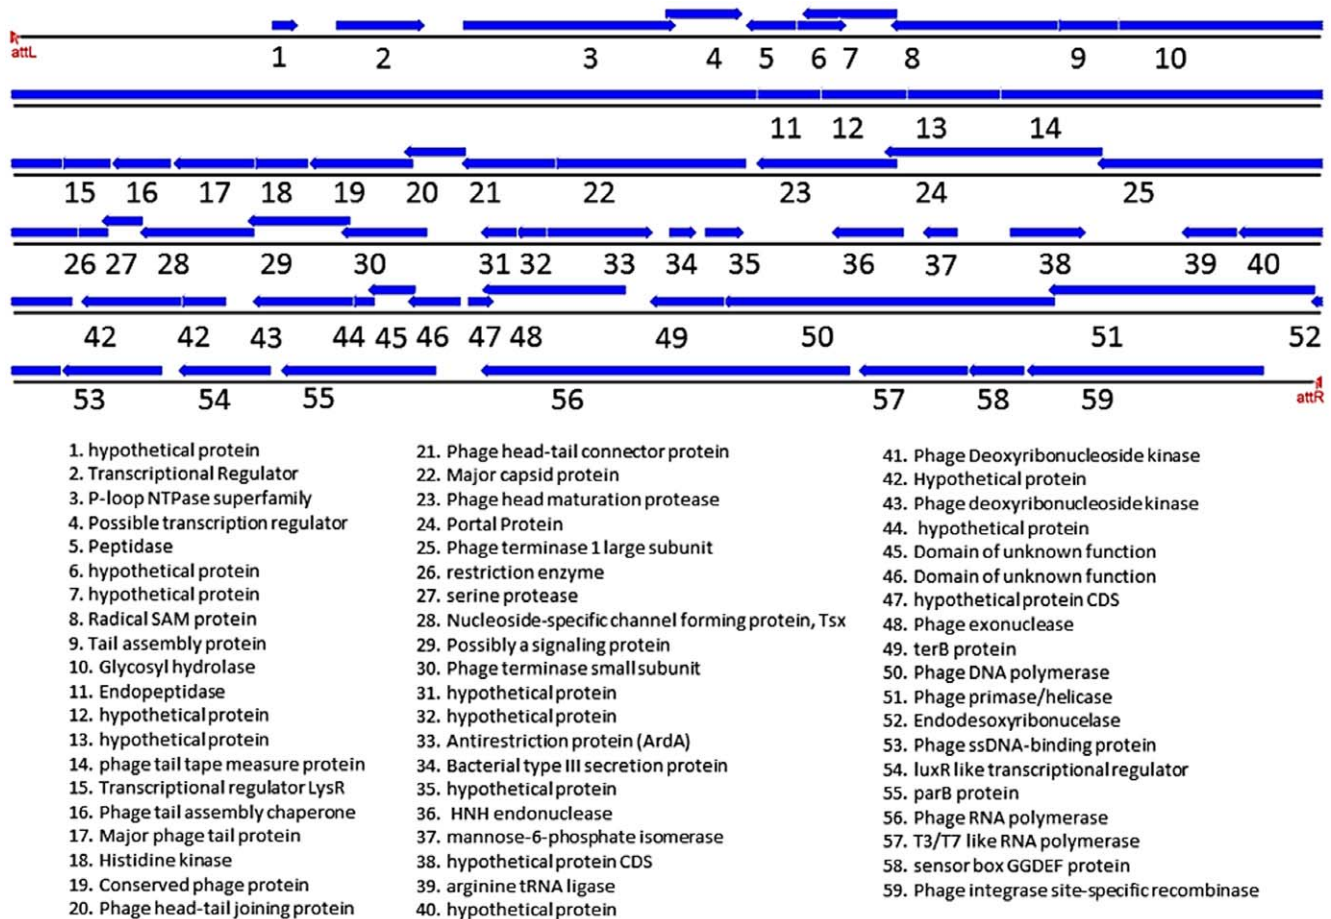 attL
1 2 3 4 5 6 7 8 9 10
11 12 13 14
15 16 17 18 19 20 21 22 23 24 25
26 27 28 29 30 31 32 33 34 35 36 37 38 39 40
42 42 43 44 45 46 47 48 49 50 51 52
53 54 55 56 57 58 59
attR
1. hypothetical protein
2. Transcriptional Regulator
3. P-loop NTPase superfamily
4. Possible transcription regulator
5. Peptidase
6. hypothetical protein
7. hypothetical protein
8. Radical SAM protein
9. Tail assembly protein
10. Glycosyl hydrolase
11. Endopeptidase
12. hypothetical protein
13. hypothetical protein
14. phage tail tape measure protein
15. Transcriptional regulator LysR
16. Phage tail assembly chaperone
17. Major phage tail protein
18. Histidine kinase
19. Conserved phage protein
20. Phage head-tail joining protein
21. Phage head-tail connector protein
22. Major capsid protein
23. Phage head maturation protease
24. Portal Protein
25. Phage terminase 1 large subunit
26. restriction enzyme
27. serine protease
28. Nucleoside-specific channel forming protein, Tsx
29. Possibly a signaling protein
30. Phage terminase small subunit
31. hypothetical protein
32. hypothetical protein
33. Antirestriction protein (ArdA)
34. Bacterial type III secretion protein
35. hypothetical protein
36. HNH endonuclease
37. mannose-6-phosphate isomerase
38. hypothetical protein CDS
39. arginine tRNA ligase
40. hypothetical protein
41. Phage Deoxyribonucleoside kinase
42. Hypothetical protein
43. Phage deoxyribonucleoside kinase
44. hypothetical protein
45. Domain of unknown function
46. Domain of unknown function
47. hypothetical protein CDS
48. Phage exonuclease
49. terB protein
50. Phage DNA polymerase
51. Phage primase/helicase
52. Endodesoxyribonucelase
53. Phage ssDNA-binding protein
54. luxR like transcriptional regulator
55. parB protein
56. Phage RNA polymerase
57. T3/T7 like RNA polymerase
58. sensor box GGDEF protein
59. Phage integrase site-specific recombinase